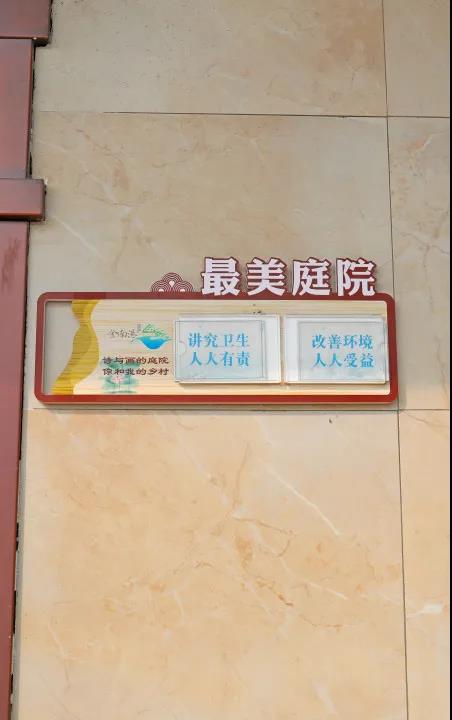 最美庭院
诗与画的庭院
你和我的乡村
讲究卫生
人人有责
改善环境
人人受益